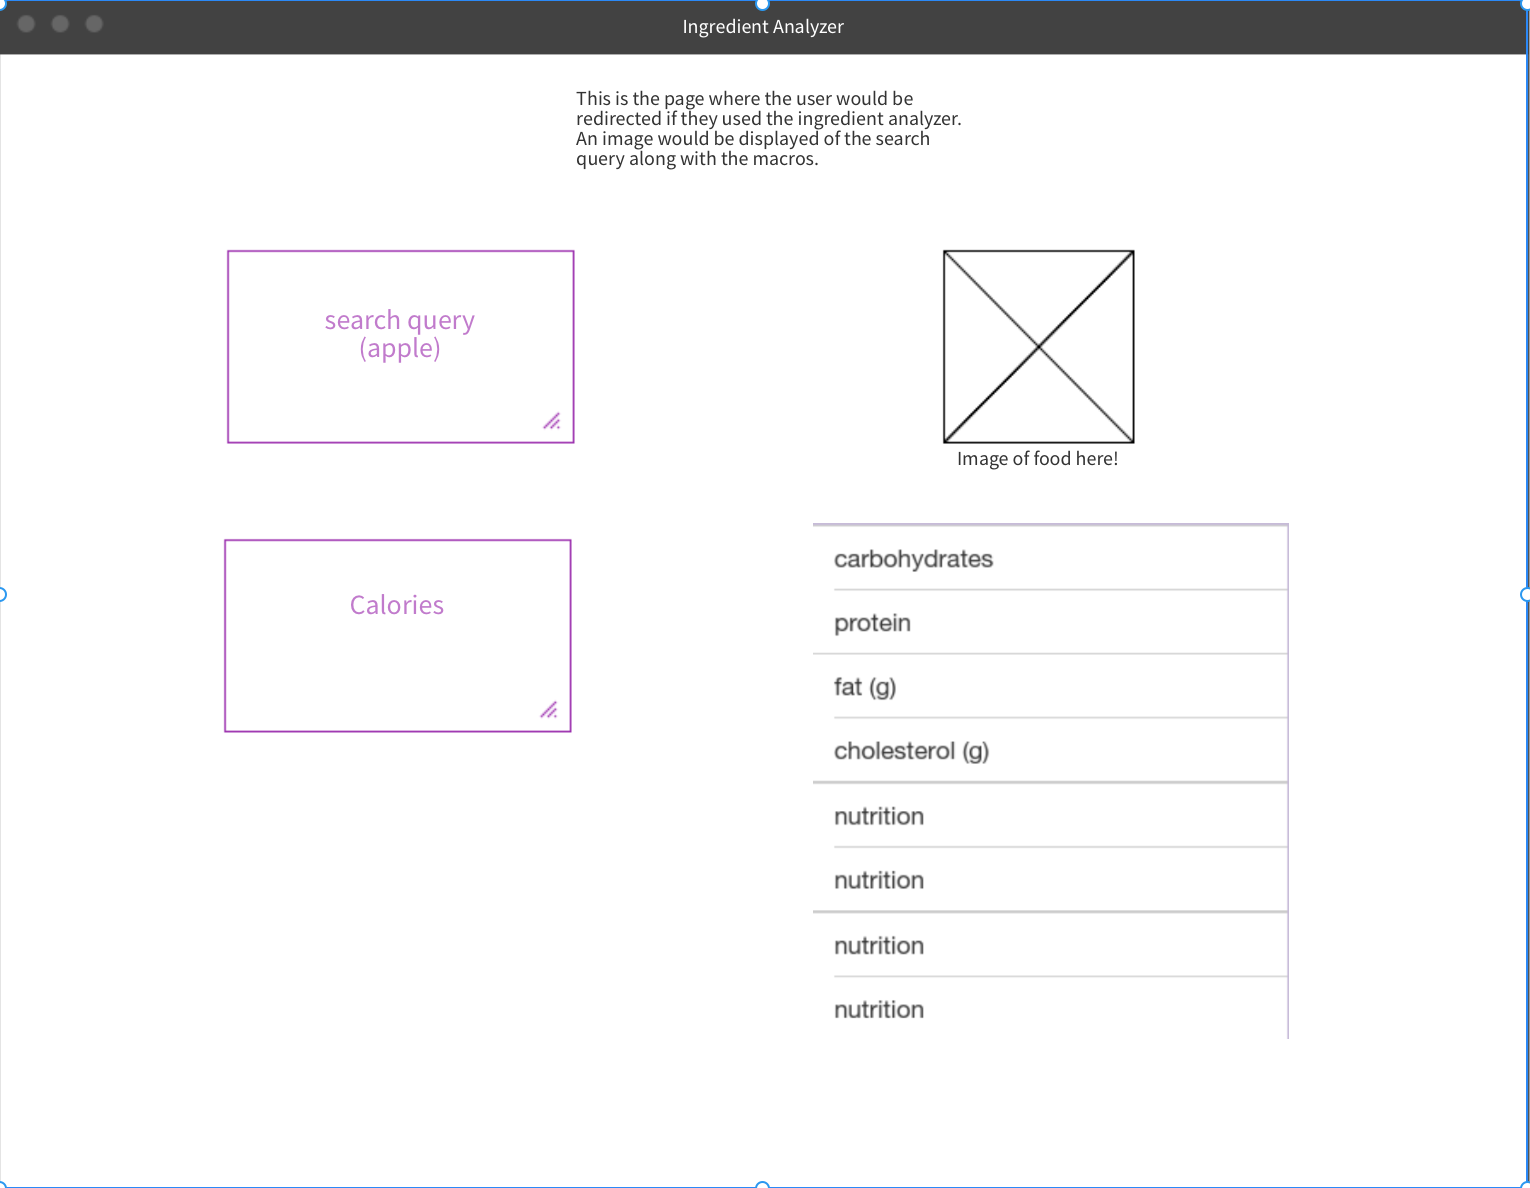 Ingredient Analyzer
This is the page where the user would be
redirected if they used the ingredient analyzer.
An image would be displayed of the search
query along with the macros.
search query
(apple)
Image of food here!
Calories
carbohydrates
protein
fat (g)
cholesterol (g)
nutrition
nutrition
nutrition
nutrition